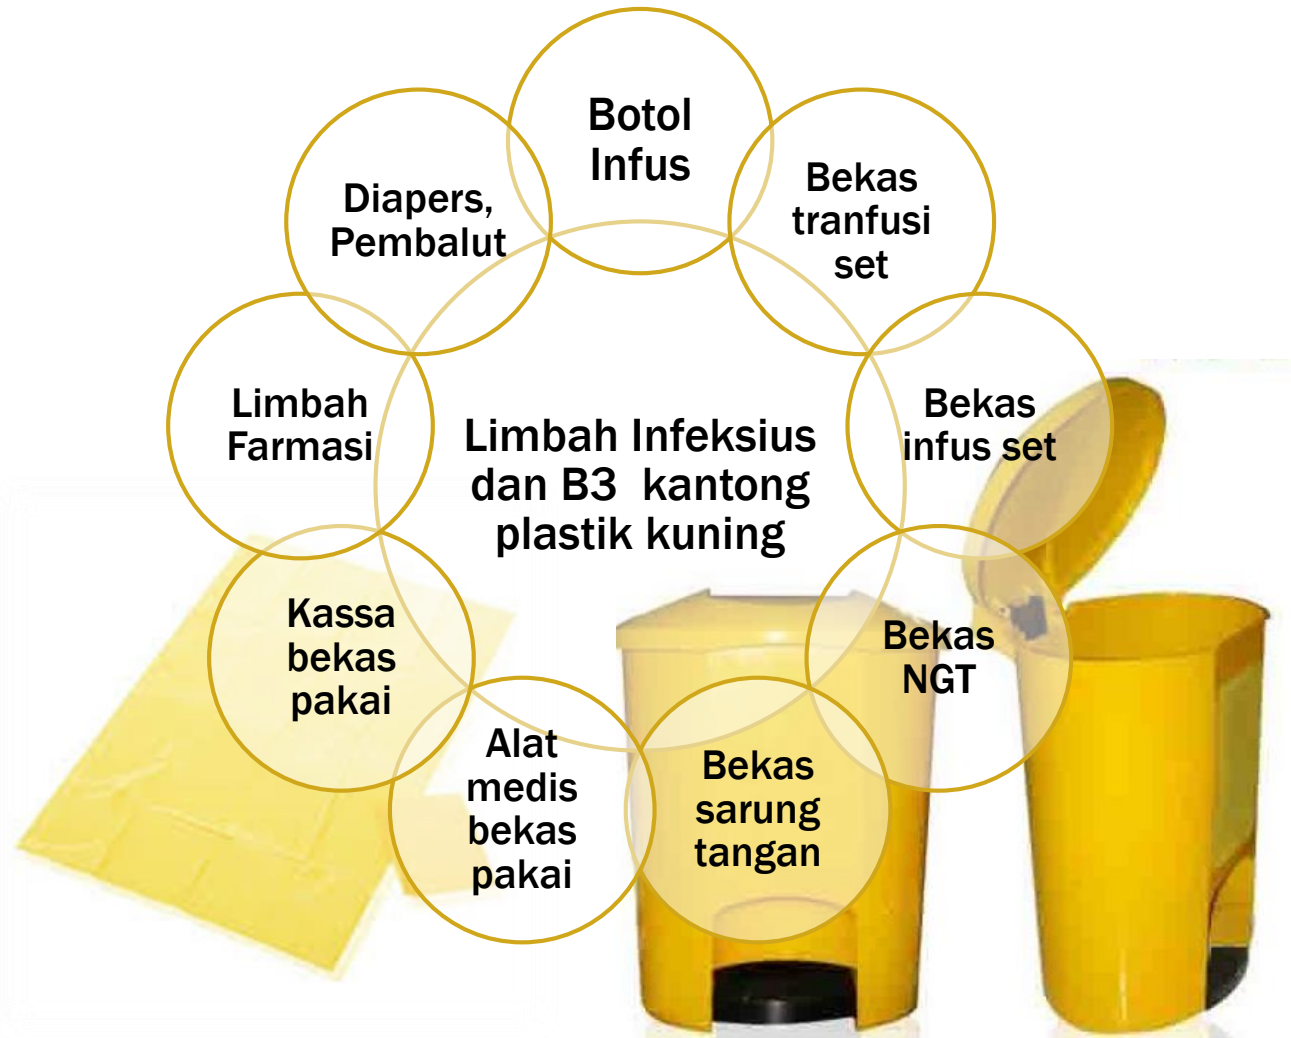 Botol
Infus
Bekas
tranfusi
set
Bekas
infus set
Bekas
NGT
Bekas
sarung
tangan
Alat
medis
bekas
pakai
Kassa
bekas
pakai
Limbah
Farmasi
Diapers,
Pembalut
Limbah Infeksius
dan B3 kantong
plastik kuning